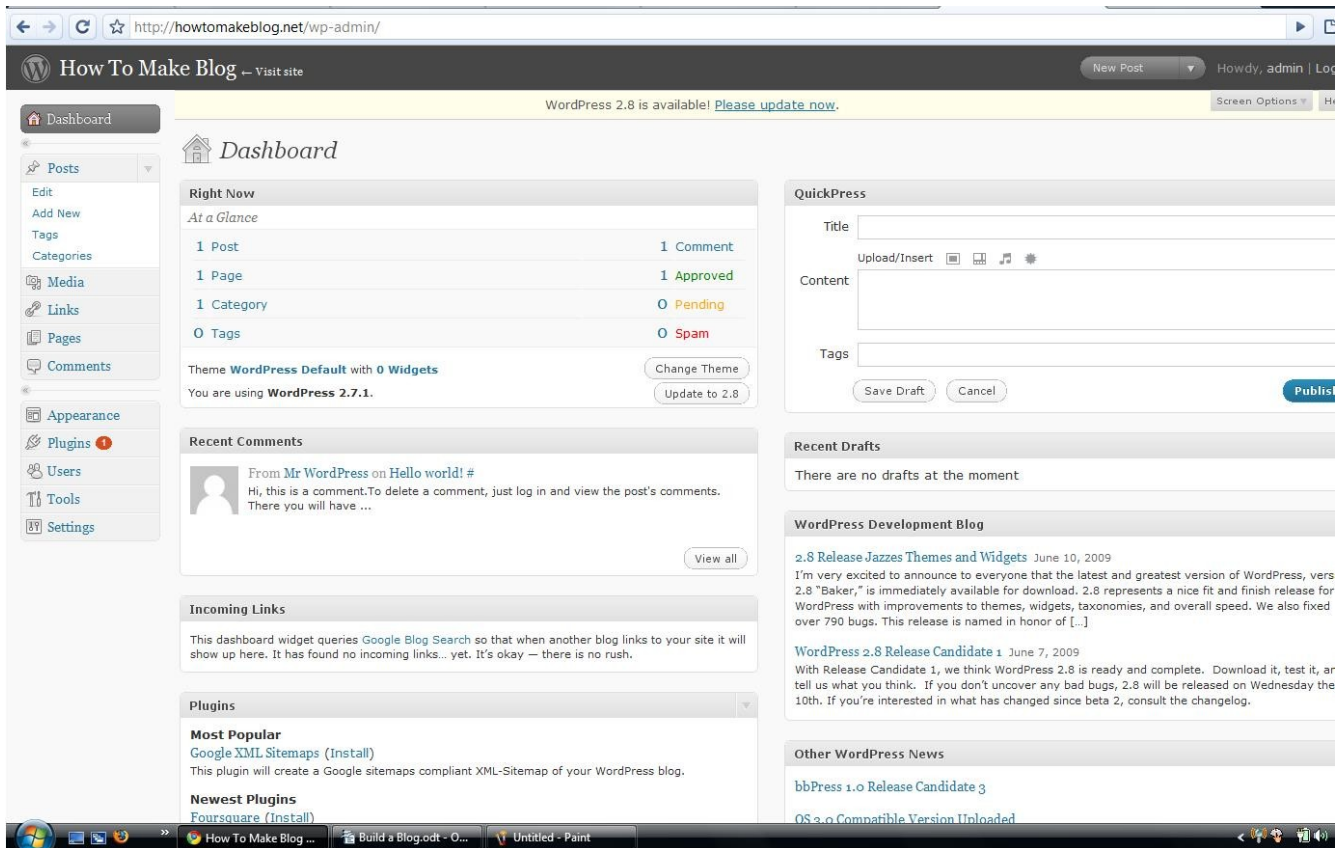 http://howtomakeblog.net/wp-admin/
How To Make Blog ← Visit site
New Post
Howdy, admin | Log
WordPress 2.8 is available! Please update now.
Screen Options
He
Dashboard
Posts
Edit
Add New
Tags
Categories
Media
Links
Pages
Comments
Appearance
Plugins 1
Users
Tools
Settings
Dashboard
Right Now
At a Glance
1 Post 1 Comment
1 Page 1 Approved
1 Category 0 Pending
0 Tags 0 Spam
Theme WordPress Default with 0 Widgets Change Theme
You are using WordPress 2.7.1. Update to 2.8
Recent Comments
From Mr WordPress on Hello world! #
Hi, this is a comment.To delete a comment, just log in and view the post's comments.
There you will have ...
View all
Incoming Links
This dashboard widget queries Google Blog Search so that when another blog links to your site it will
show up here. It has found no incoming links... yet. It's okay — there is no rush.
Plugins
Most Popular
Google XML Sitemaps (Install)
This plugin will create a Google sitemaps compliant XML-Sitemap of your WordPress blog.
Newest Plugins
Foursquare (Install)
QuickPress
Title
Upload/Insert
Content
Tags
Save Draft Cancel Publish
Recent Drafts
There are no drafts at the moment
WordPress Development Blog
2.8 Release Jazzes Themes and Widgets June 10, 2009
I'm very excited to announce to everyone that the latest and greatest version of WordPress, vers
2.8 "Baker," is immediately available for download. 2.8 represents a nice fit and finish release for
WordPress with improvements to themes, widgets, taxonomies, and overall speed. We also fixed
over 790 bugs. This release is named in honor of [...]
WordPress 2.8 Release Candidate 1 June 7, 2009
With Release Candidate 1, we think WordPress 2.8 is ready and complete. Download it, test it, an
tell us what you think. If you don't uncover any bad bugs, 2.8 will be released on Wednesday the
10th. If you're interested in what has changed since beta 2, consult the changelog.
Other WordPress News
bbPress 1.0 Release Candidate 3
OS 3.0 Compatible Version Uploaded
How To Make Blog ...
Build a Blog.odt - O...
Untitled - Paint